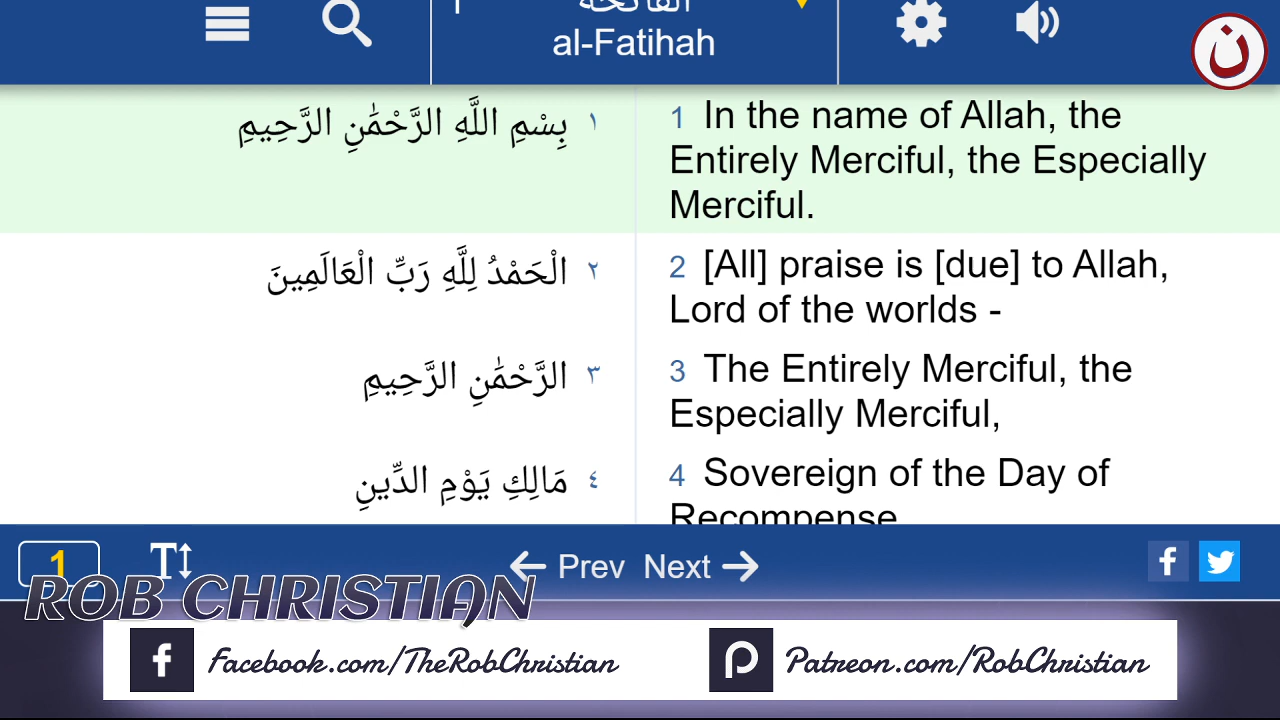 الفاتحة
al-Fatihah
ن
١ بِسْمِ اللَّهِ الرَّحْمَٰنِ الرَّحِيمِ
1 In the name of Allah, the
Entirely Merciful, the Especially
Merciful.
٢ الْحَمْدُ لِلَّهِ رَبِّ الْعَالَمِينَ
2 [All] praise is [due] to Allah,
Lord of the worlds -
٣ الرَّحْمَٰنِ الرَّحِيمِ
3 The Entirely Merciful, the
Especially Merciful,
٤ مَالِكِ يَوْمِ الدِّينِ
4 Sovereign of the Day of
Recompense
1 T Prev Next
ROB CHRISTIAN
Facebook.com/TheRobChristian
Patreon.com/RobChristian